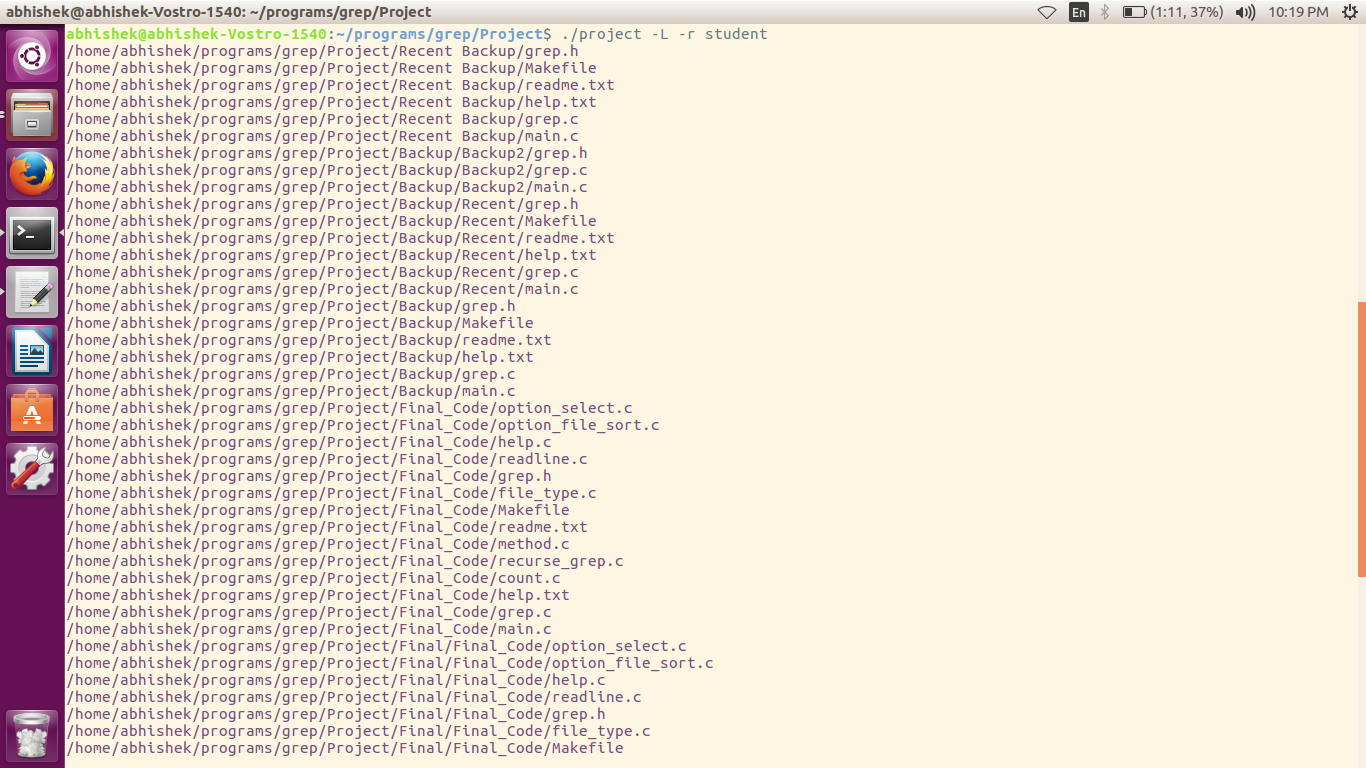 abhishek@abhishek-Vostro-1540: ~/programs/grep/Project En (1:11, 37%) 10:19 PM
abhishek@abhishek-Vostro-1540:~/programs/grep/Project$ ./project -L -r student
/home/abhishek/programs/grep/Project/Recent Backup/grep.h
/home/abhishek/programs/grep/Project/Recent Backup/Makefile
/home/abhishek/programs/grep/Project/Recent Backup/readme.txt
/home/abhishek/programs/grep/Project/Recent Backup/help.txt
/home/abhishek/programs/grep/Project/Recent Backup/grep.c
/home/abhishek/programs/grep/Project/Recent Backup/main.c
/home/abhishek/programs/grep/Project/Backup/Backup2/grep.h
/home/abhishek/programs/grep/Project/Backup/Backup2/grep.c
/home/abhishek/programs/grep/Project/Backup/Backup2/main.c
/home/abhishek/programs/grep/Project/Backup/Recent/grep.h
/home/abhishek/programs/grep/Project/Backup/Recent/Makefile
/home/abhishek/programs/grep/Project/Backup/Recent/readme.txt
/home/abhishek/programs/grep/Project/Backup/Recent/help.txt
/home/abhishek/programs/grep/Project/Backup/Recent/grep.c
/home/abhishek/programs/grep/Project/Backup/Recent/main.c
/home/abhishek/programs/grep/Project/Backup/grep.h
/home/abhishek/programs/grep/Project/Backup/Makefile
/home/abhishek/programs/grep/Project/Backup/readme.txt
/home/abhishek/programs/grep/Project/Backup/help.txt
/home/abhishek/programs/grep/Project/Backup/grep.c
/home/abhishek/programs/grep/Project/Backup/main.c
/home/abhishek/programs/grep/Project/Final_Code/option_select.c
/home/abhishek/programs/grep/Project/Final_Code/option_file_sort.c
/home/abhishek/programs/grep/Project/Final_Code/help.c
/home/abhishek/programs/grep/Project/Final_Code/readline.c
/home/abhishek/programs/grep/Project/Final_Code/grep.h
/home/abhishek/programs/grep/Project/Final_Code/file_type.c
/home/abhishek/programs/grep/Project/Final_Code/Makefile
/home/abhishek/programs/grep/Project/Final_Code/readme.txt
/home/abhishek/programs/grep/Project/Final_Code/method.c
/home/abhishek/programs/grep/Project/Final_Code/recurse_grep.c
/home/abhishek/programs/grep/Project/Final_Code/count.c
/home/abhishek/programs/grep/Project/Final_Code/help.txt
/home/abhishek/programs/grep/Project/Final_Code/grep.c
/home/abhishek/programs/grep/Project/Final_Code/main.c
/home/abhishek/programs/grep/Project/Final/Final_Code/option_select.c
/home/abhishek/programs/grep/Project/Final/Final_Code/option_file_sort.c
/home/abhishek/programs/grep/Project/Final/Final_Code/help.c
/home/abhishek/programs/grep/Project/Final/Final_Code/readline.c
/home/abhishek/programs/grep/Project/Final/Final_Code/grep.h
/home/abhishek/programs/grep/Project/Final/Final_Code/file_type.c
/home/abhishek/programs/grep/Project/Final/Final_Code/Makefile